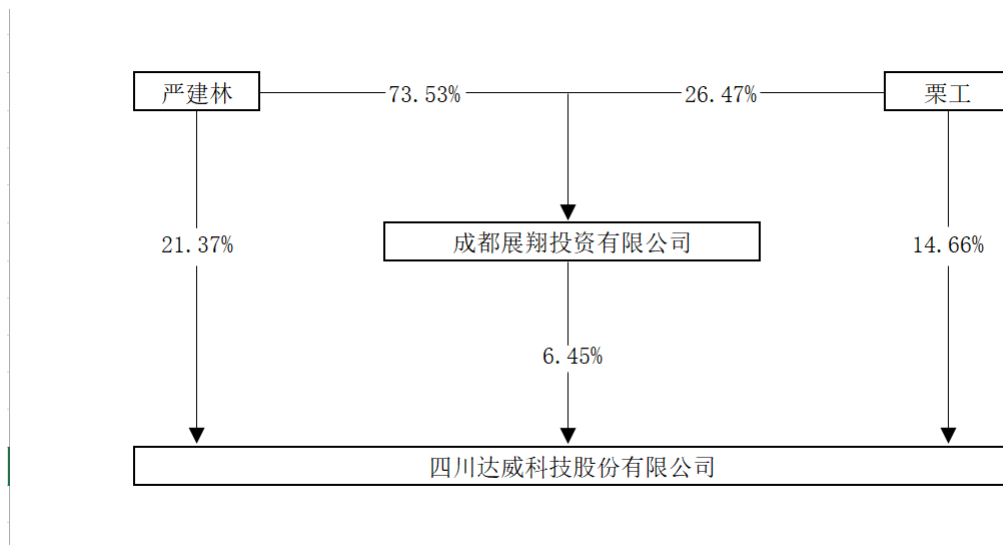 严建林
73.53%
26.47%
栗工
21.37%
成都展翔投资有限公司
14.66%
6.45%
四川达威科技股份有限公司